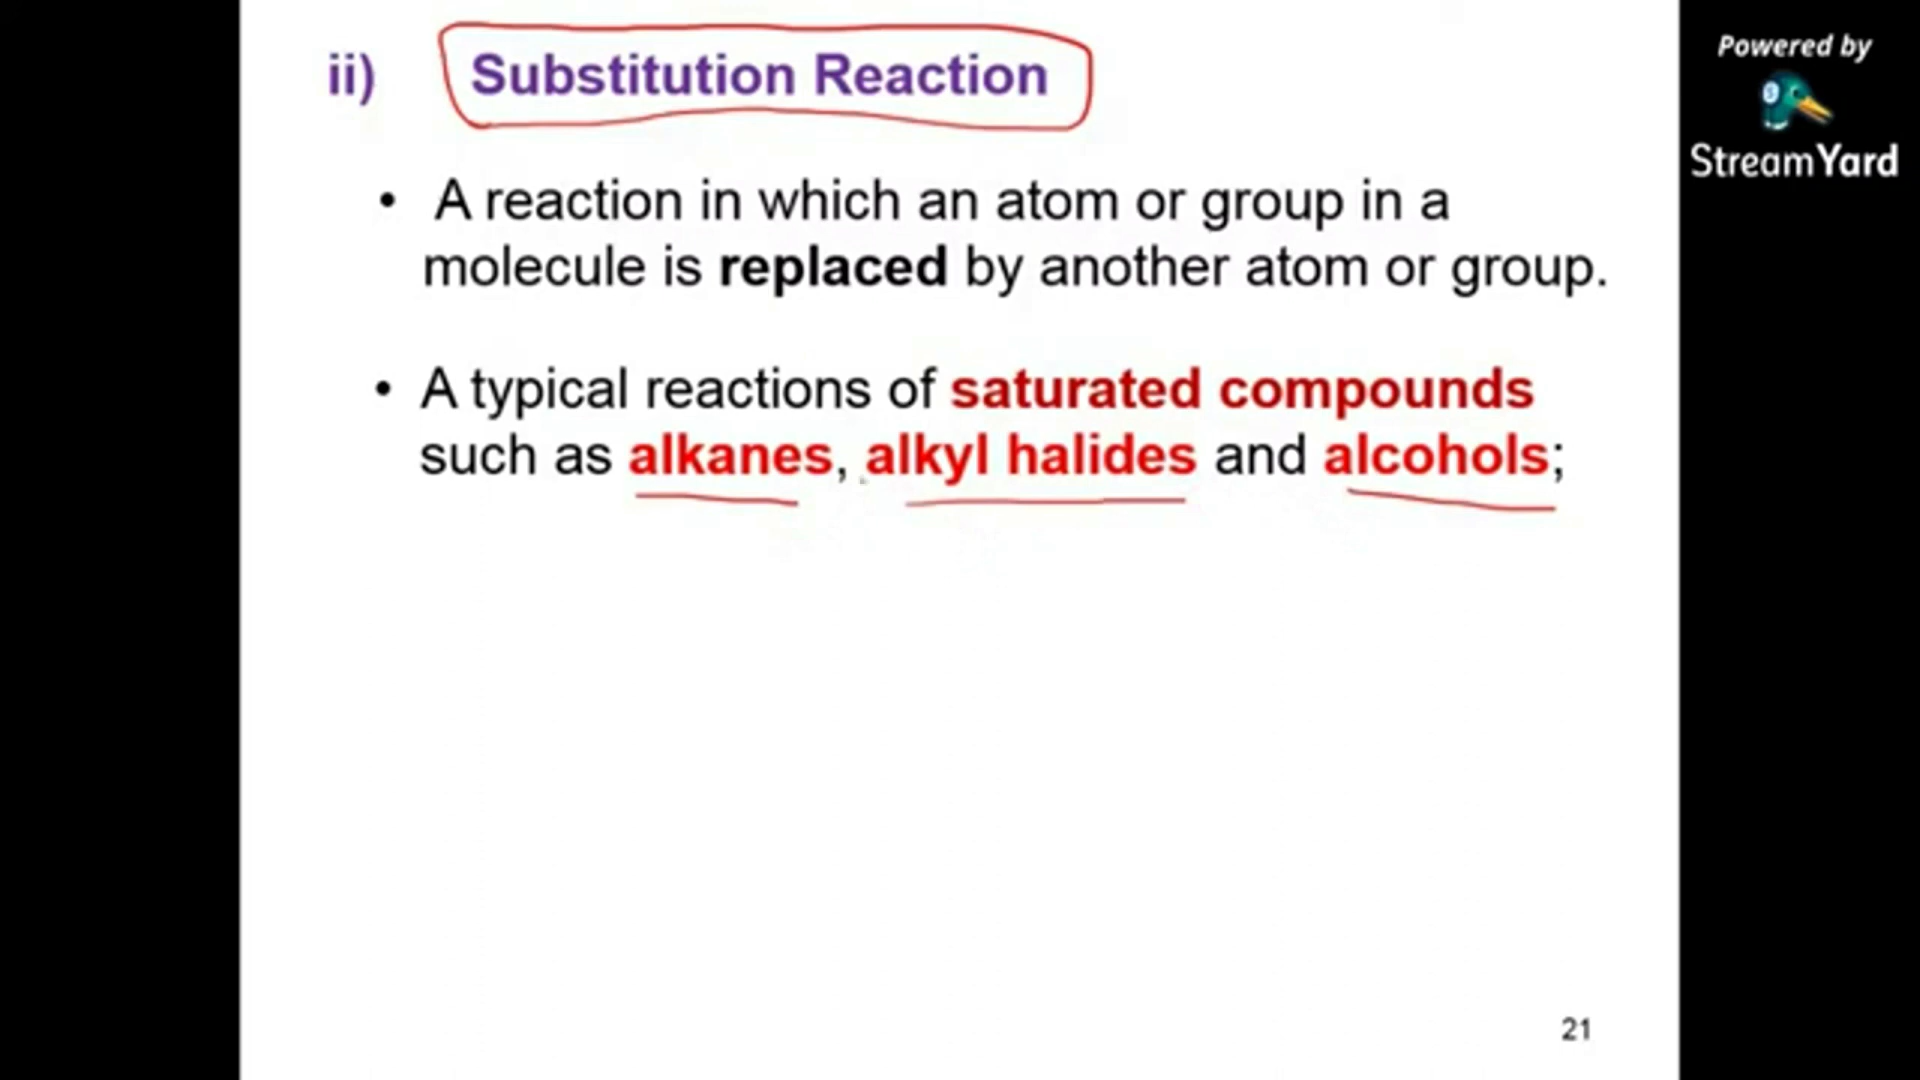 ii) Substitution Reaction
• A reaction in which an atom or group in a
molecule is replaced by another atom or group.
• A typical reactions of saturated compounds
such as alkanes, alkyl halides and alcohols;
21
Powered by
StreamYard